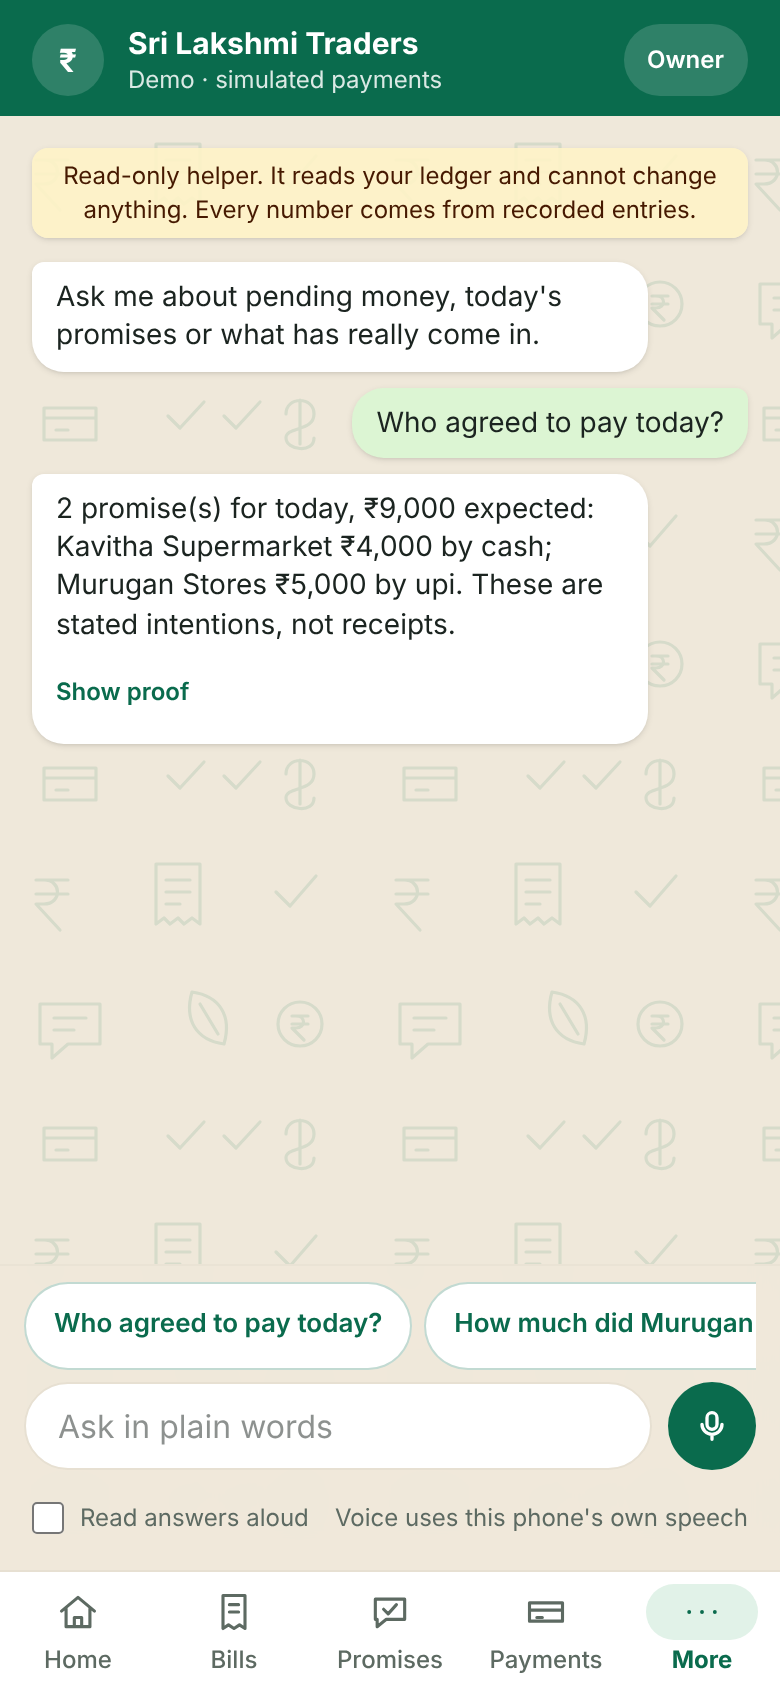 ₹
Sri Lakshmi Traders
Demo · simulated payments
Owner
Read-only helper. It reads your ledger and cannot change
anything. Every number comes from recorded entries.
Ask me about pending money, today's
promises or what has really come in.
Who agreed to pay today?
2 promise(s) for today, ₹9,000 expected:
Kavitha Supermarket ₹4,000 by cash;
Murugan Stores ₹5,000 by upi. These are
stated intentions, not receipts.
Show proof
Who agreed to pay today?
How much did Murugan
Ask in plain words
Read answers aloud
Voice uses this phone's own speech
Home
Bills
Promises
Payments
More